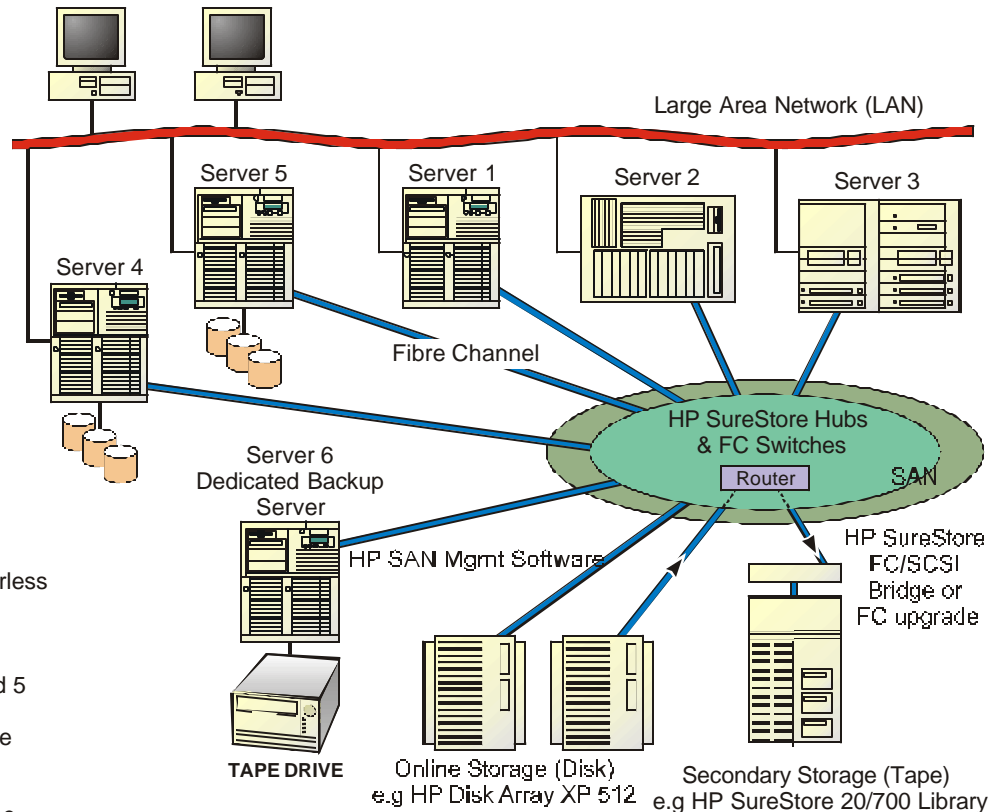 Large Area Network (LAN)
Server 5
Server 1
Server 2
Server 3
Server 4
Fibre Channel
HP SureStore Hubs
& FC Switches
Router
SAN
Server 6
Dedicated Backup
Server
HP SAN Mgmt Software
HP SureStore
FC/SCSI
Bridge or
FC upgrade
TAPE DRIVE
Online Storage (Disk)
e.g HP Disk Array XP 512
Secondary Storage (Tape)
e.g HP SureStore 20/700 Library
5